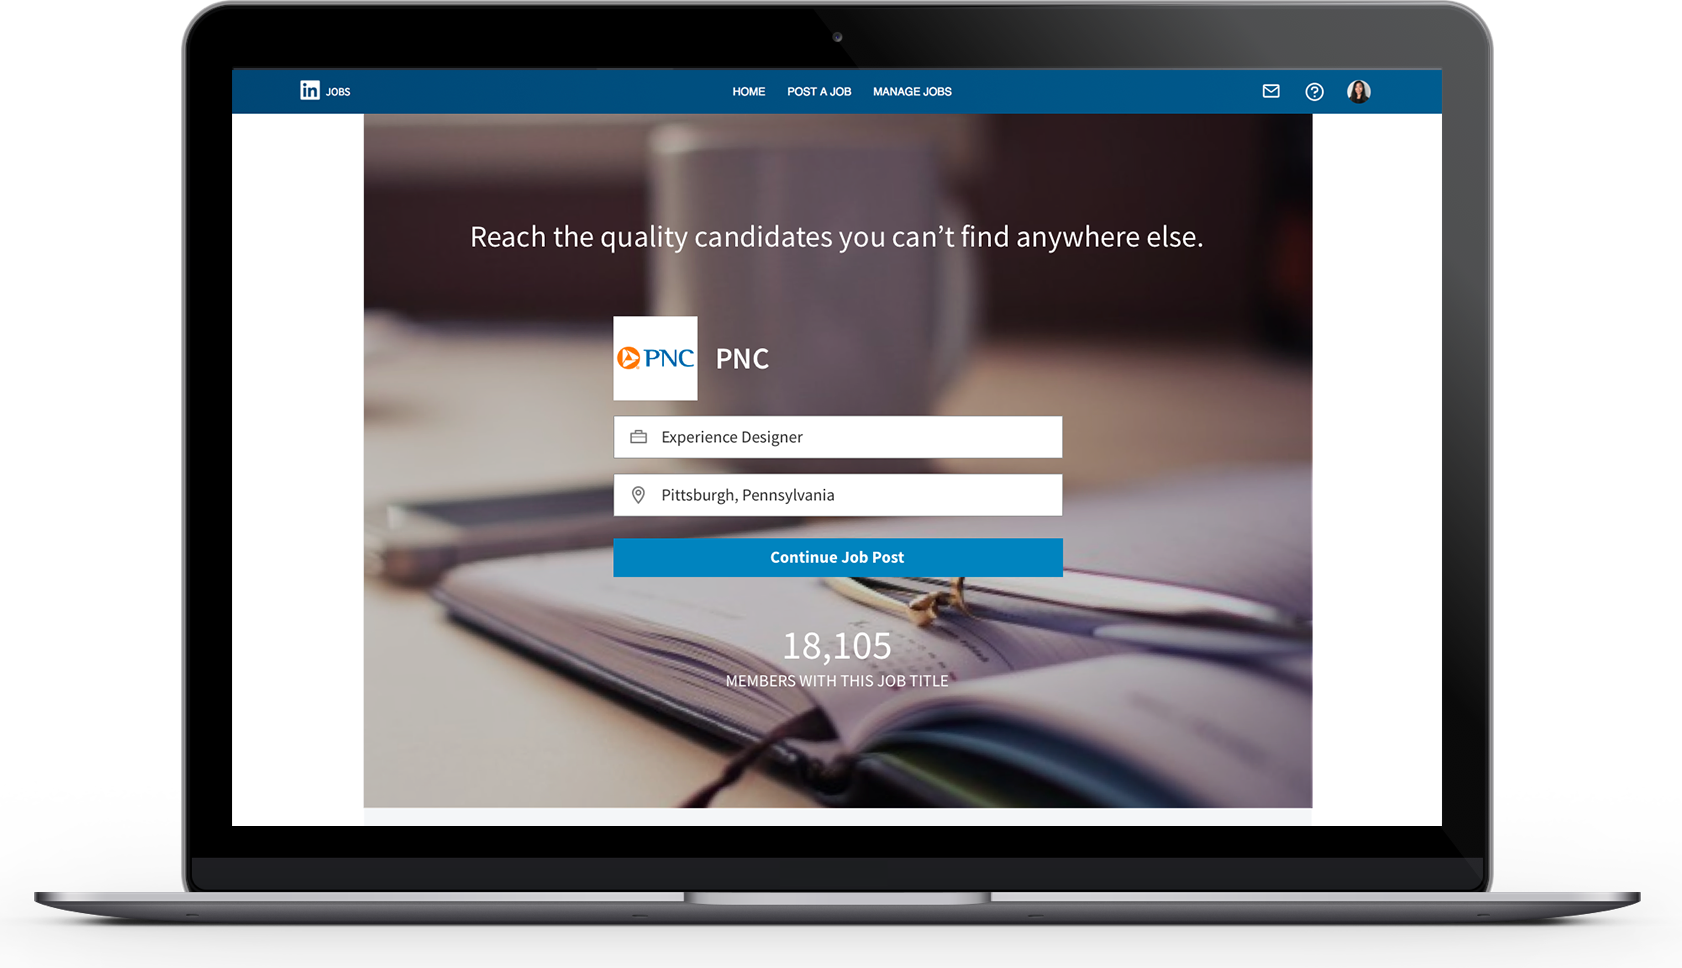 in JOBS
HOME POST A JOB MANAGE JOBS
Reach the quality candidates you can’t find anywhere else.
PNC PNC
Experience Designer
Pittsburgh, Pennsylvania
Continue Job Post
18,105
MEMBERS WITH THIS JOB TITLE